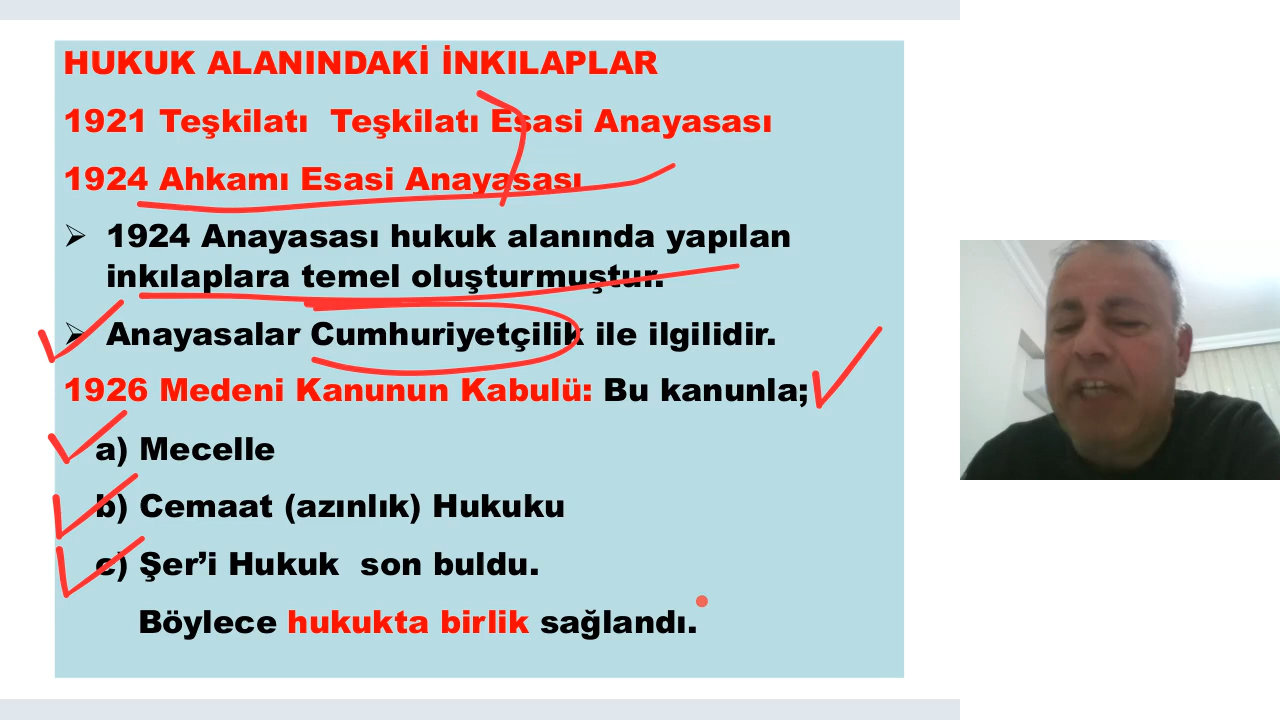 HUKUK ALANINDAKİ İNKILAPLAR
1921 Teşkilatı  Teşkilatı Esasi Anayasası
1924 Ahkamı Esasi Anayasası
➢ 1924 Anayasası hukuk alanında yapılan
inkılaplara temel oluşturmuştur.
➢ Anayasalar Cumhuriyetçilik ile ilgilidir.
1926 Medeni Kanunun Kabulü: Bu kanunla;
a) Mecelle
b) Cemaat (azınlık) Hukuku
c) Şer’i Hukuk  son buldu.
Böylece hukukta birlik sağlandı.